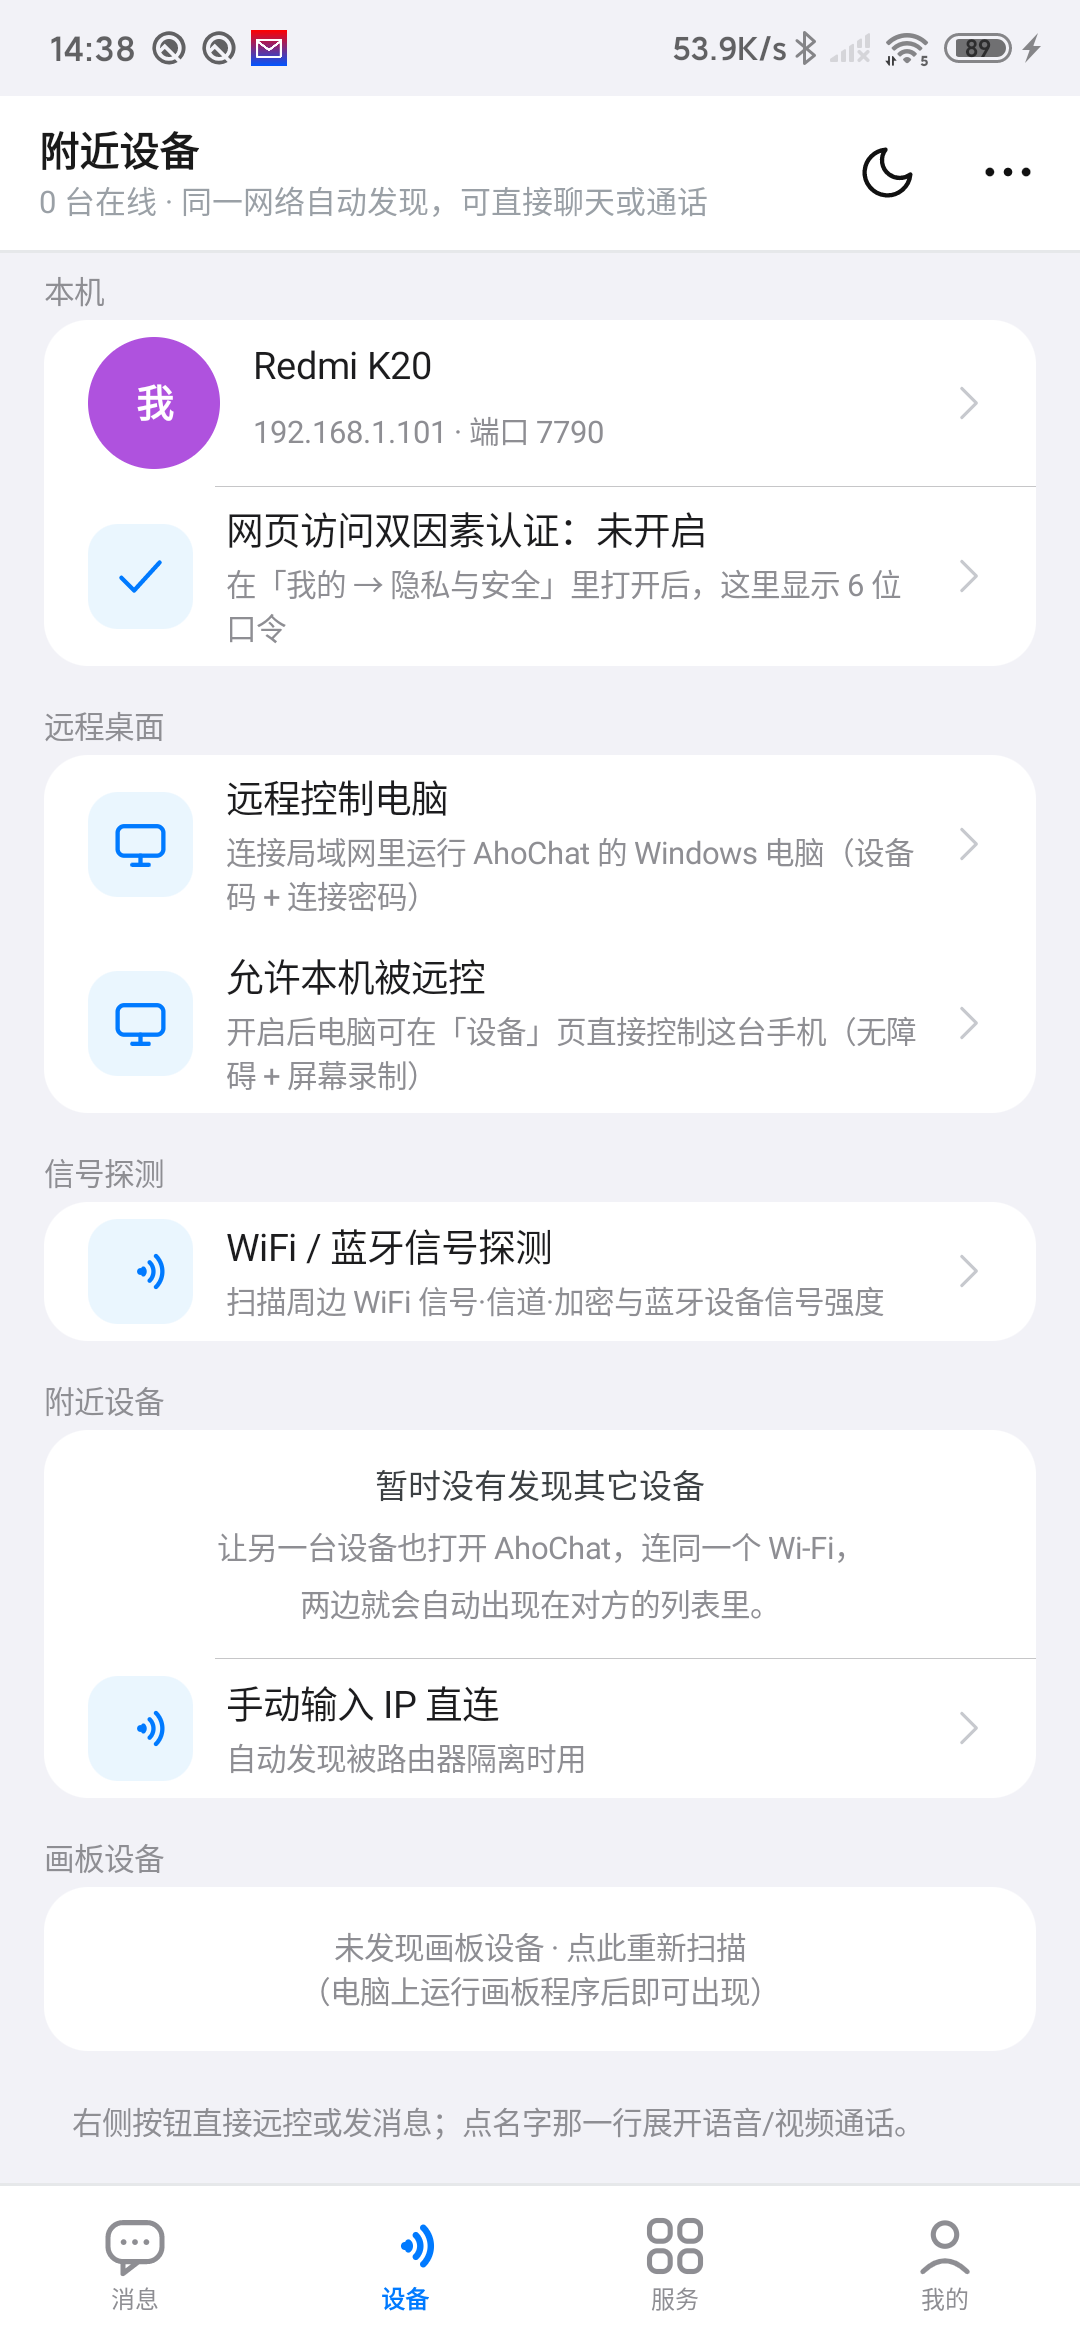 14:38
53.9K/s
5
89
附近设备
0 台在线 · 同一网络自动发现，可直接聊天或通话
本机
我
Redmi K20
192.168.1.101 · 端口 7790
网页访问双因素认证：未开启
在「我的 → 隐私与安全」里打开后，这里显示 6 位
口令
远程桌面
远程控制电脑
连接局域网里运行 AhoChat 的 Windows 电脑（设备
码 + 连接密码）
允许本机被远控
开启后电脑可在「设备」页直接控制这台手机（无障
碍 + 屏幕录制）
信号探测
WiFi / 蓝牙信号探测
扫描周边 WiFi 信号·信道·加密与蓝牙设备信号强度
附近设备
暂时没有发现其它设备
让另一台设备也打开 AhoChat，连同一个 Wi-Fi，
两边就会自动出现在对方的列表里。
手动输入 IP 直连
自动发现被路由器隔离时用
画板设备
未发现画板设备 · 点此重新扫描
（电脑上运行画板程序后即可出现）
右侧按钮直接远控或发消息；点名字那一行展开语音/视频通话。
消息
设备
服务
我的